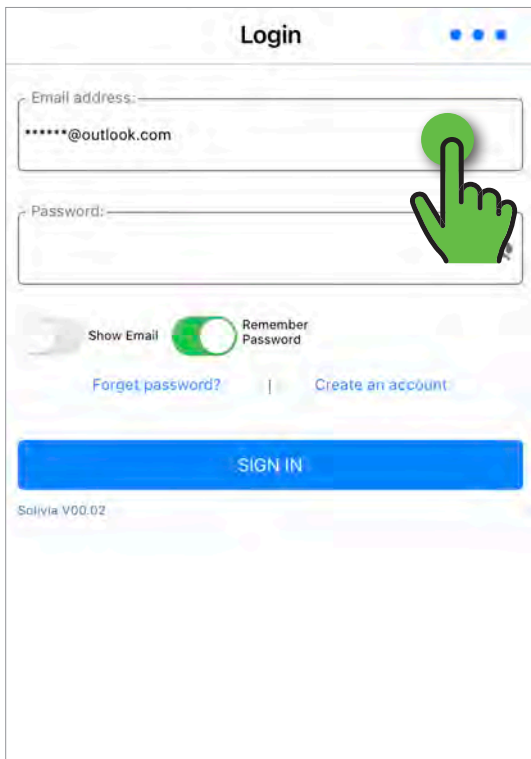 Login
Email address:
******@outlook.com
Password:
Show Email
Remember
Password
Forget password? | Create an account
SIGN IN
Solivia V00.02